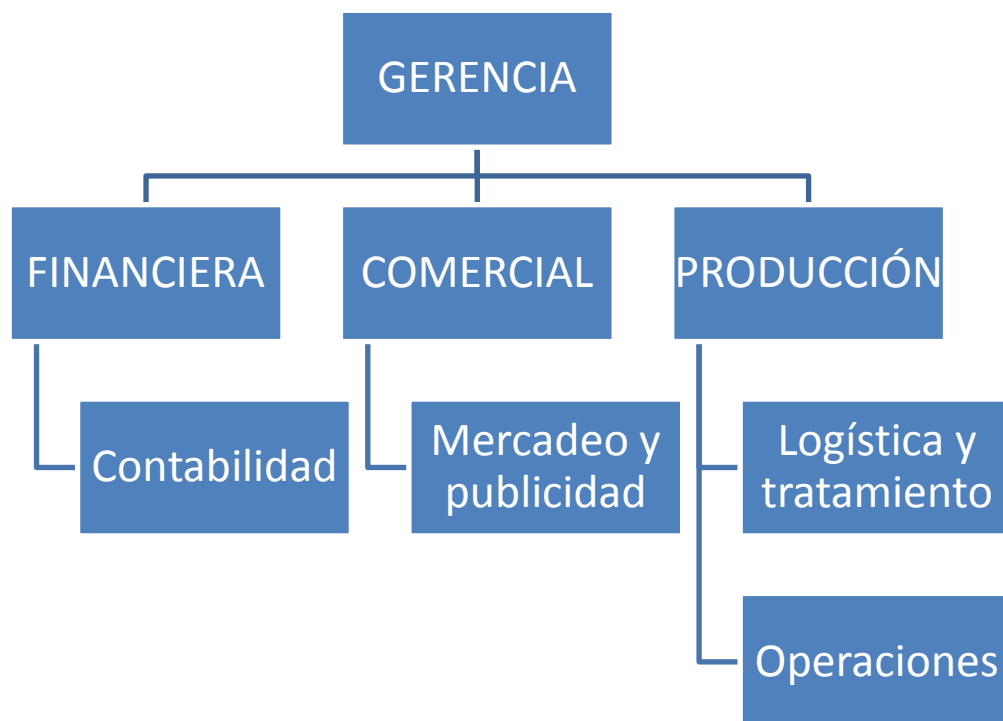 GERENCIA
FINANCIERA
COMERCIAL
PRODUCCIÓN
Contabilidad
Mercadeo y
publicidad
Logística y
tratamiento
Operaciones